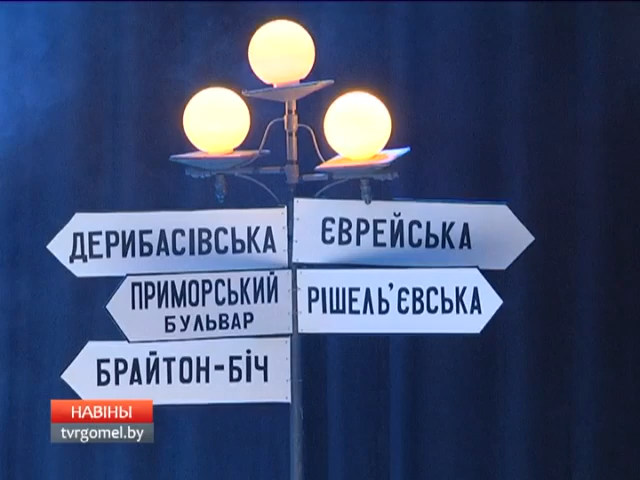 ДЕРИБАСІВСЬКА
ЄВРЕЙСЬКА
ПРИМОРСЬКИЙ
БУЛЬВАР
РІШЕЛЬ'ЄВСЬКА
БРАЙТОН-БІЧ
НАВІНЫ
tvrgomel.by